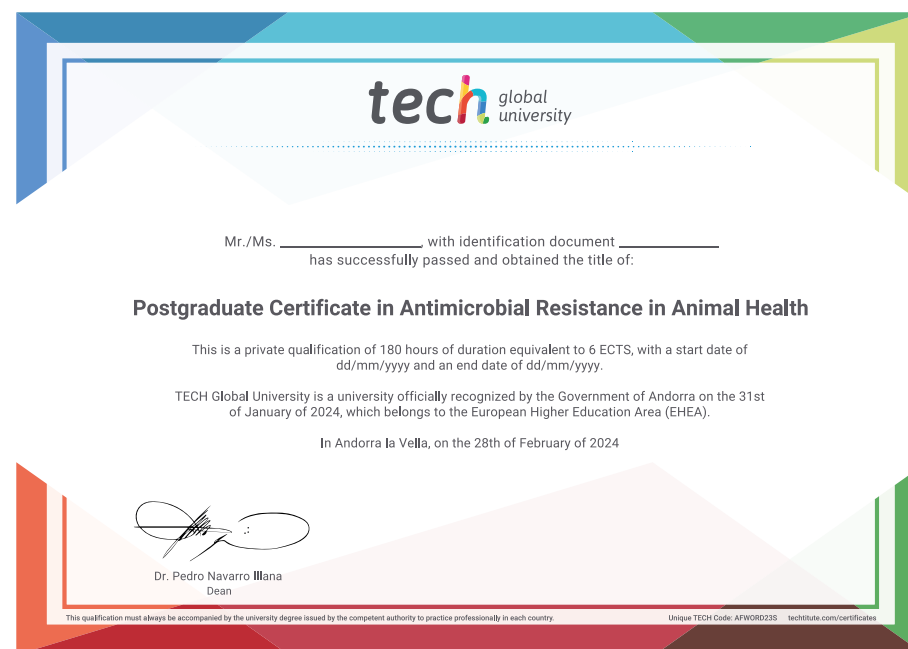 tech global university
Mr./Ms. ____________, with identification document ____________
has successfully passed and obtained the title of:
Postgraduate Certificate in Antimicrobial Resistance in Animal Health
This is a private qualification of 180 hours of duration equivalent to 6 ECTS, with a start date of
dd/mm/yyyy and an end date of dd/mm/yyyy.
TECH Global University is a university officially recognized by the Government of Andorra on the 31st
of January of 2024, which belongs to the European Higher Education Area (EHEA).
In Andorra la Vella, on the 28th of February of 2024
Dr. Pedro Navarro Illana
Dean
This qualification must always be accompanied by the university degree issued by the competent authority to practice professionally in each country.
Unique TECH Code: AFWORD23S techtitute.com/certificates